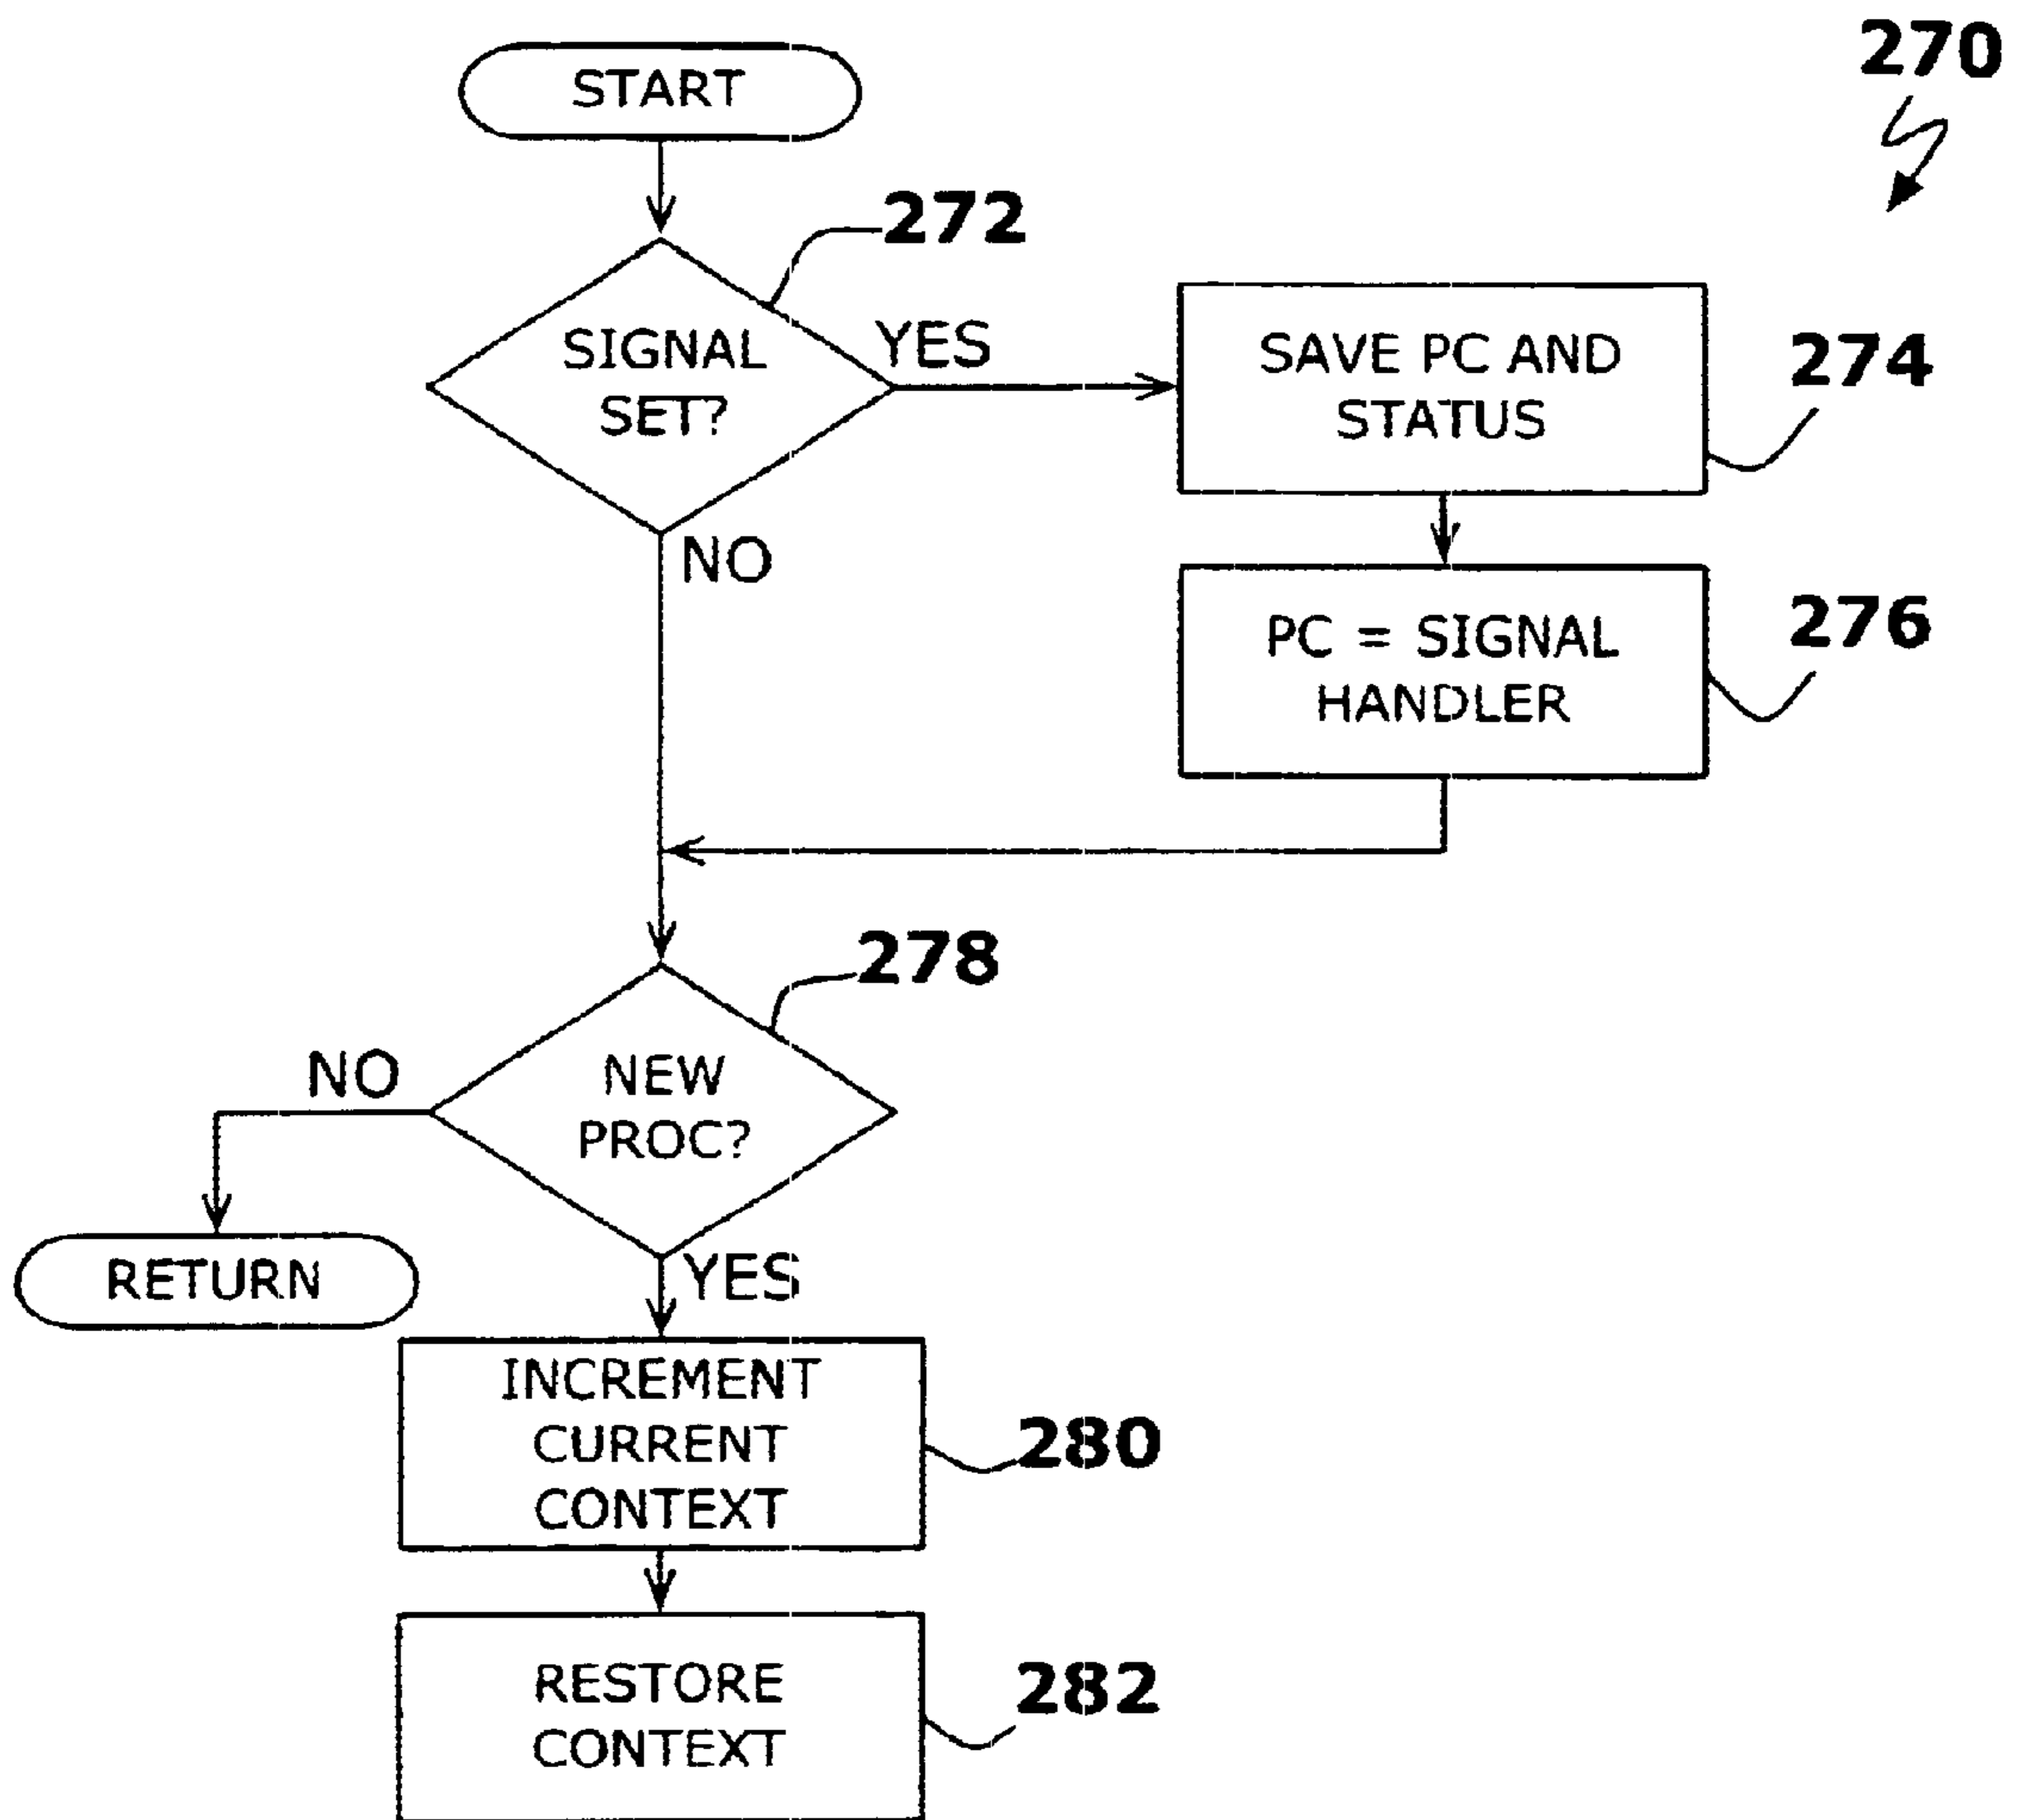 START
270
272
SIGNAL
SET?
YES
NO
SAVE PC AND
STATUS
274
PC = SIGNAL
HANDLER
276
278
NEW
PROC?
NO
RETURN
YES
INCREMENT
CURRENT
CONTEXT
280
RESTORE
CONTEXT
282